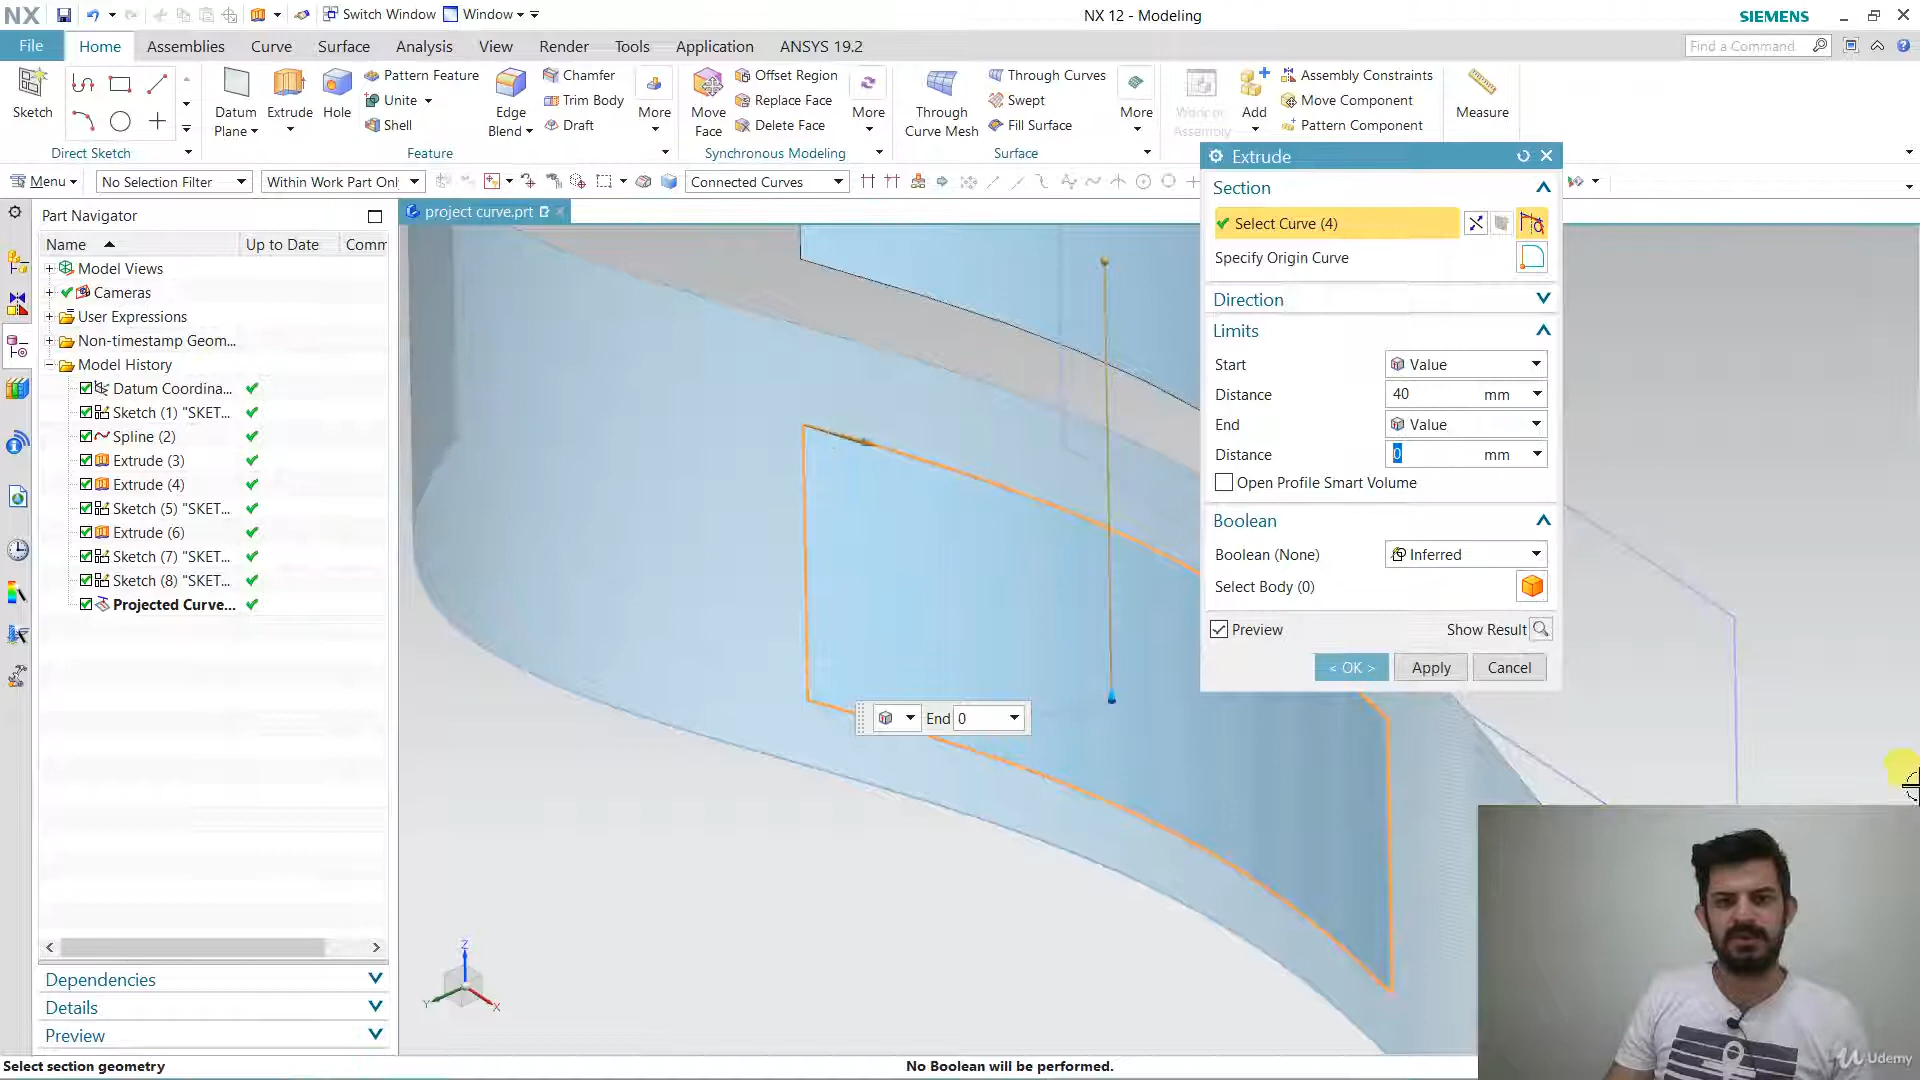 NX
Switch Window
Window
NX 12 - Modeling
SIEMENS
File
Home
Assemblies
Curve
Surface
Analysis
View
Render
Tools
Application
ANSYS 19.2
Find a Command
Sketch
Direct Sketch
Datum Plane
Extrude
Hole
Pattern Feature
Unite
Shell
Edge Blend
Chamfer
Trim Body
Draft
More
Feature
Move Face
Offset Region
Replace Face
Delete Face
More
Synchronous Modeling
Through Curve Mesh
Through Curves
Swept
Fill Surface
More
Surface
Work on Assembly
Add
Assembly Constraints
Move Component
Pattern Component
Measure
Menu
No Selection Filter
Within Work Part Onl
Connected Curves
Part Navigator
project curve.prt
Name
Up to Date
Comm
Model Views
Cameras
User Expressions
Non-timestamp Geom...
Model History
Datum Coordina...
Sketch (1) "SKET...
Spline (2)
Extrude (3)
Extrude (4)
Sketch (5) "SKET...
Extrude (6)
Sketch (7) "SKET...
Sketch (8) "SKET...
Projected Curve...
Dependencies
Details
Preview
Extrude
Section
Select Curve (4)
Specify Origin Curve
Direction
Limits
Start
Value
Distance
40
mm
End
Value
Distance
0
mm
Open Profile Smart Volume
Boolean
Boolean (None)
Inferred
Select Body (0)
Preview
Show Result
< OK >
Apply
Cancel
End
0
Z
Y
X
Select section geometry
No Boolean will be performed.
Udemy